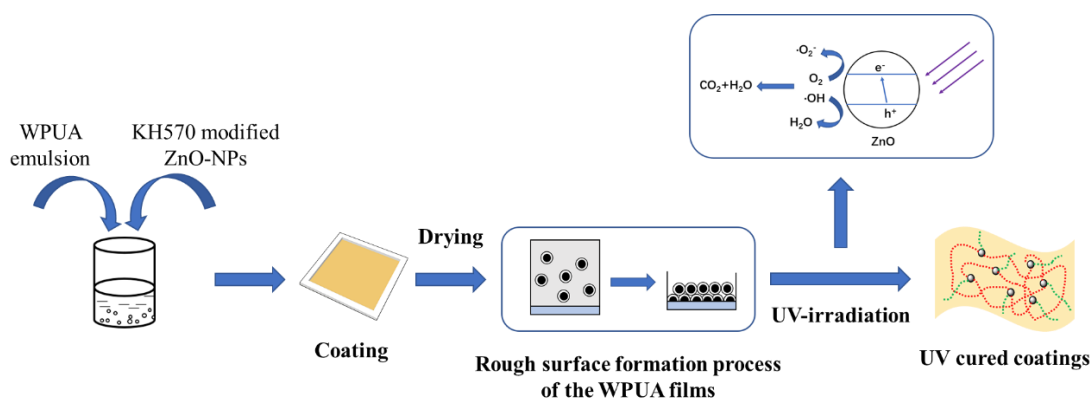 WPUA
emulsion
KH570 modified
ZnO-NPs
Coating
Drying
Rough surface formation process
of the WPUA films
UV-irradiation
·O₂⁻
O₂
CO₂+H₂O
·OH
H₂O
e⁻
h⁺
ZnO
UV cured coatings